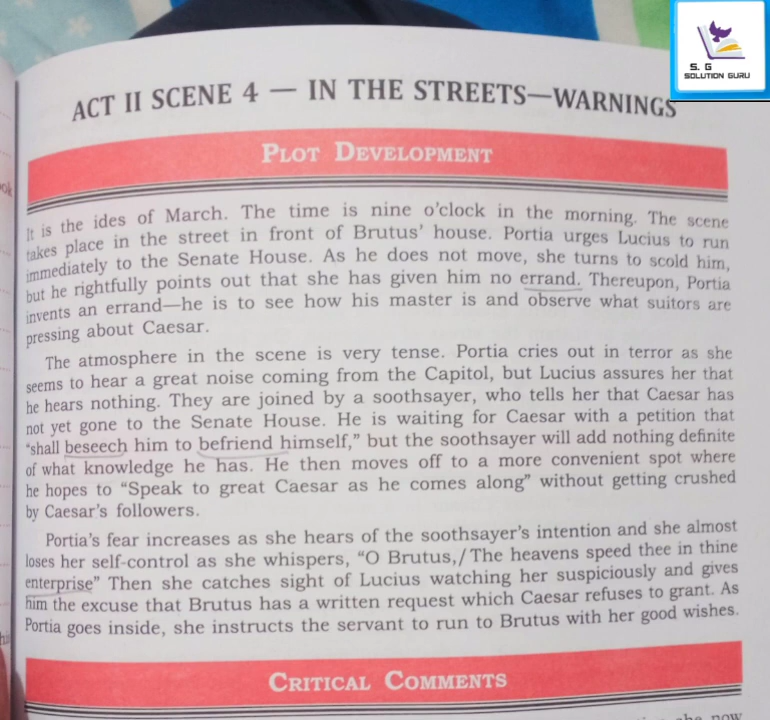 S. G
SOLUTION GURU
ACT II SCENE 4 — IN THE STREETS—WARNINGS
PLOT DEVELOPMENT
It is the ides of March. The time is nine o'clock in the morning. The scene
takes place in the street in front of Brutus' house. Portia urges Lucius to run
immediately to the Senate House. As he does not move, she turns to scold him,
but he rightfully points out that she has given him no errand. Thereupon, Portia
invents an errand—he is to see how his master is and observe what suitors are
pressing about Caesar.
The atmosphere in the scene is very tense. Portia cries out in terror as she
seems to hear a great noise coming from the Capitol, but Lucius assures her that
he hears nothing. They are joined by a soothsayer, who tells her that Caesar has
not yet gone to the Senate House. He is waiting for Caesar with a petition that
"shall beseech him to befriend himself," but the soothsayer will add nothing definite
of what knowledge he has. He then moves off to a more convenient spot where
he hopes to "Speak to great Caesar as he comes along" without getting crushed
by Caesar's followers.
Portia's fear increases as she hears of the soothsayer's intention and she almost
loses her self-control as she whispers, "O Brutus,/ The heavens speed thee in thine
enterprise" Then she catches sight of Lucius watching her suspiciously and gives
him the excuse that Brutus has a written request which Caesar refuses to grant. As
Portia goes inside, she instructs the servant to run to Brutus with her good wishes.
CRITICAL COMMENTS
she now